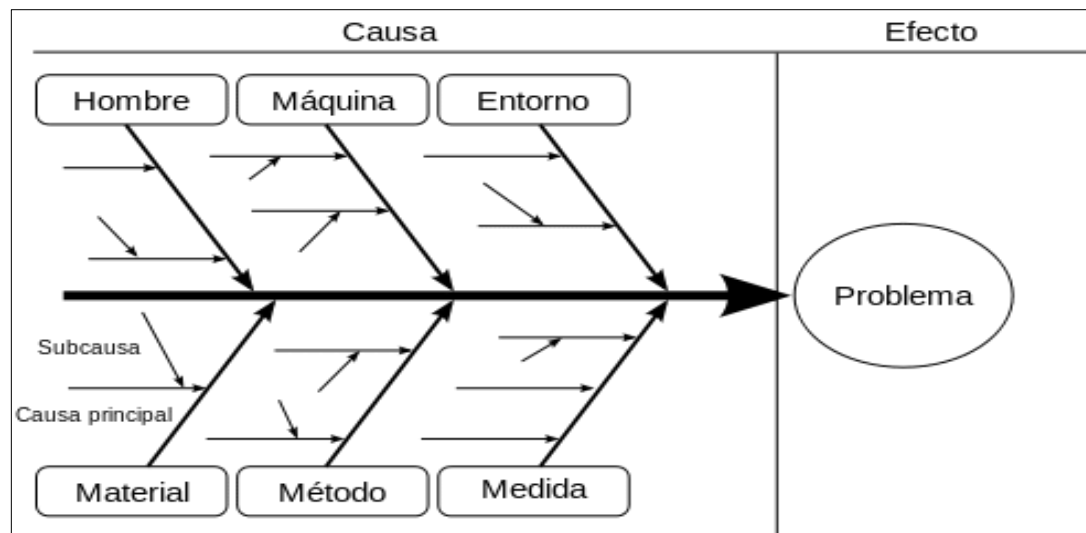 Causa
Efecto
Hombre
Máquina
Entorno
Problema
Subcausa
Causa principal
Material
Método
Medida